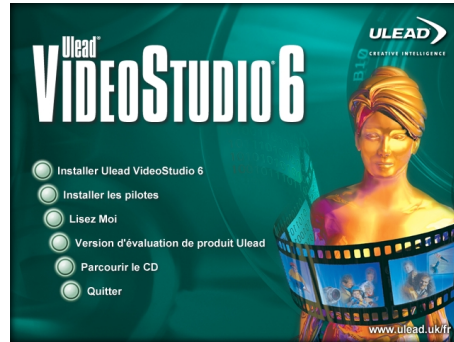 Ulead®
VIDEOSTUDIO®6
ULEAD
CREATIVE INTELLIGENCE
B10
Installer Ulead VideoStudio 6
Installer les pilotes
Lisez Moi
Version d'évaluation de produit Ulead
Parcourir le CD
Quitter
www.ulead.uk/fr